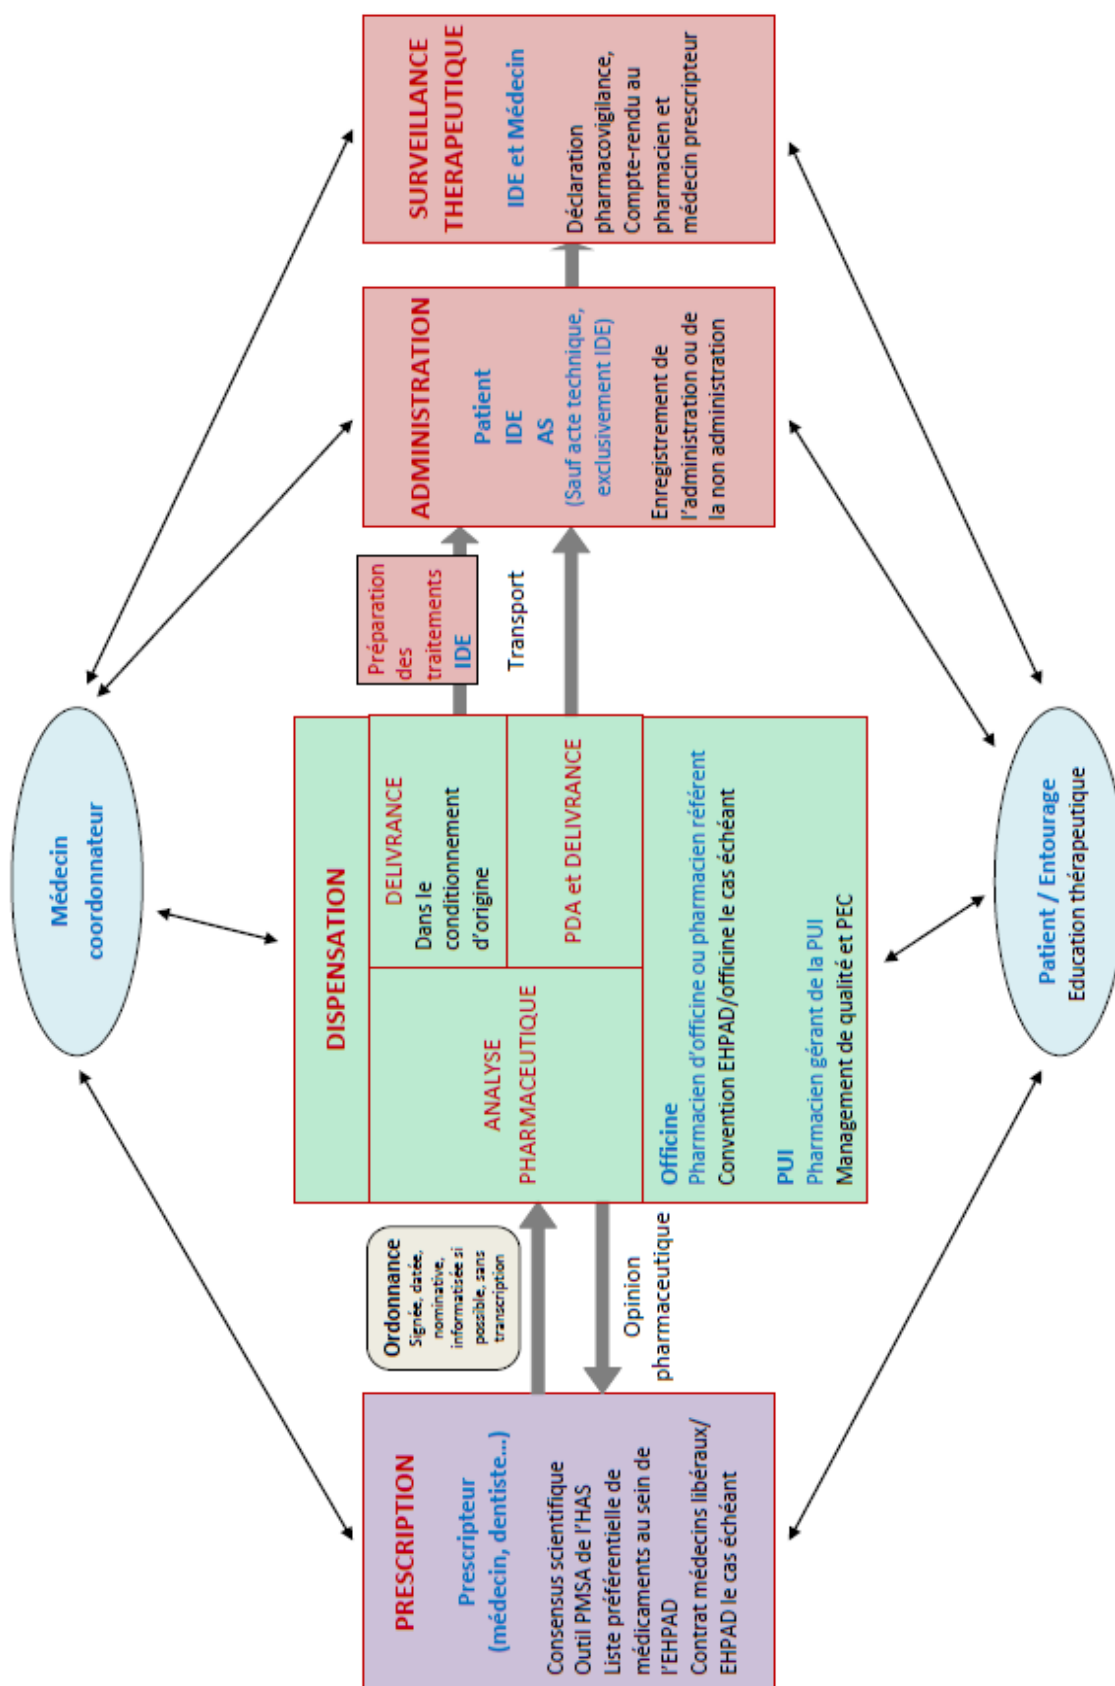 Médecin
coordonnateur
PRESCRIPTION
Prescripteur
(médecin, dentiste...)
Consensus scientifique
Outil PMSA de l'HAS
Liste préférentielle de
médicaments au sein de
l'EHPAD
Contrat médecins libéraux/
EHPAD le cas échéant
Ordonnance
Signée, datée,
nominative,
informatisée si
possible, sans
transcription
Opinion
pharmaceutique
DISPENSATION
ANALYSE
PHARMACEUTIQUE
DELIVRANCE
Dans le
conditionnement
d'origine
PDA et DELIVRANCE
Officine
Pharmacien d'officine ou pharmacien référent
Convention EHPAD/officine le cas échéant
PUI
Pharmacien gérant de la PUI
Management de qualité et PEC
Préparation
des
traitements
IDE
Transport
ADMINISTRATION
Patient
IDE
AS
(Sauf acte technique,
exclusivement IDE)
Enregistrement de
l'administration ou de
la non administration
SURVEILLANCE
THERAPEUTIQUE
IDE et Médecin
Déclaration
pharmacovigilance,
Compte-rendu au
pharmacien et
médecin prescripteur
Patient / Entourage
Education thérapeutique